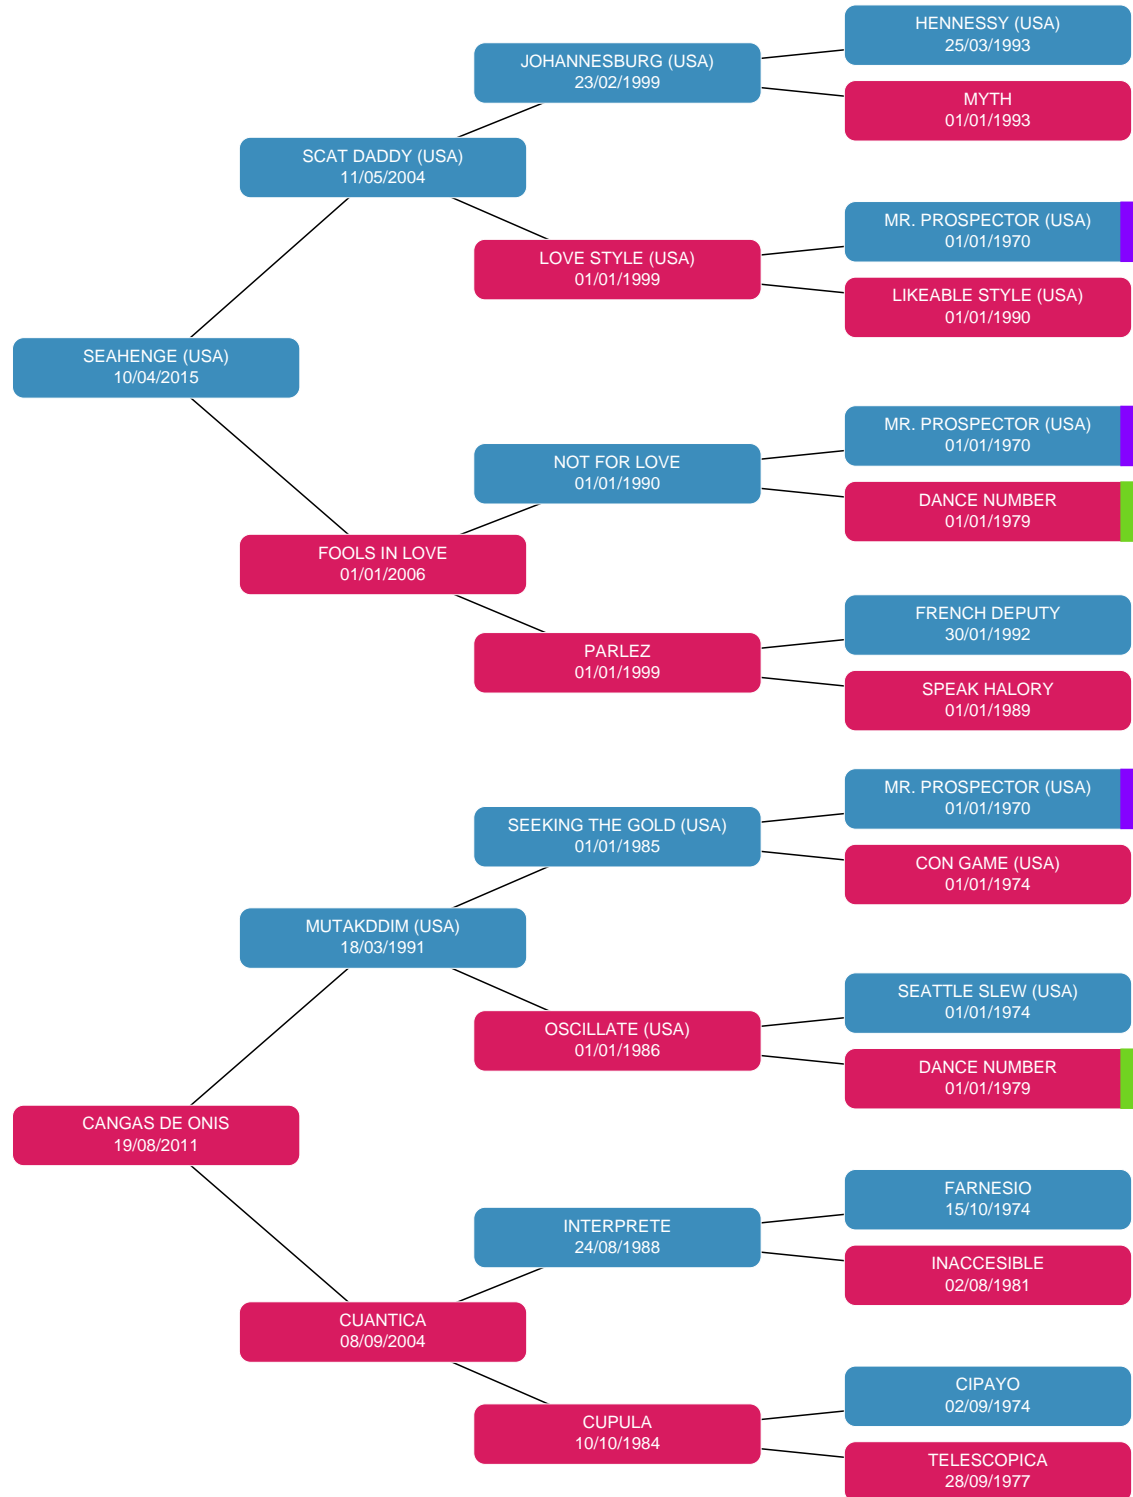 HENNESSY (USA)
25/03/1993
JOHANNESBURG (USA)
23/02/1999
MYTH
01/01/1993
SCAT DADDY (USA)
11/05/2004
MR. PROSPECTOR (USA)
01/01/1970
LOVE STYLE (USA)
01/01/1999
LIKEABLE STYLE (USA)
01/01/1990
SEAHENGE (USA)
10/04/2015
MR. PROSPECTOR (USA)
01/01/1970
NOT FOR LOVE
01/01/1990
DANCE NUMBER
01/01/1979
FOOLS IN LOVE
01/01/2006
FRENCH DEPUTY
30/01/1992
PARLEZ
01/01/1999
SPEAK HALORY
01/01/1989
MR. PROSPECTOR (USA)
01/01/1970
SEEKING THE GOLD (USA)
01/01/1985
CON GAME (USA)
01/01/1974
MUTAKDDIM (USA)
18/03/1991
SEATTLE SLEW (USA)
01/01/1974
OSCILLATE (USA)
01/01/1986
DANCE NUMBER
01/01/1979
CANGAS DE ONIS
19/08/2011
FARNESIO
15/10/1974
INTERPRETE
24/08/1988
INACCESIBLE
02/08/1981
CUANTICA
08/09/2004
CIPAYO
02/09/1974
CUPULA
10/10/1984
TELESCOPICA
28/09/1977